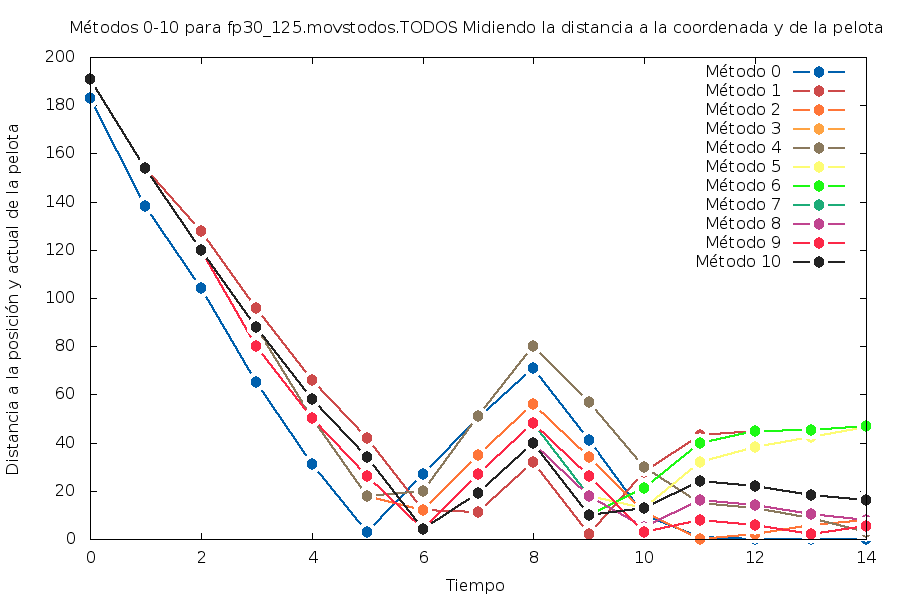 Métodos 0-10 para fp30_125.movstodos.TODOS Midiendo la distancia a la coordenada y de la pelota
Distancia a la posición y actual de la pelota
200
180
160
140
120
100
80
60
40
20
0
Método 0
Método 1
Método 2
Método 3
Método 4
Método 5
Método 6
Método 7
Método 8
Método 9
Método 10
0
2
4
6
8
10
12
14
Tiempo